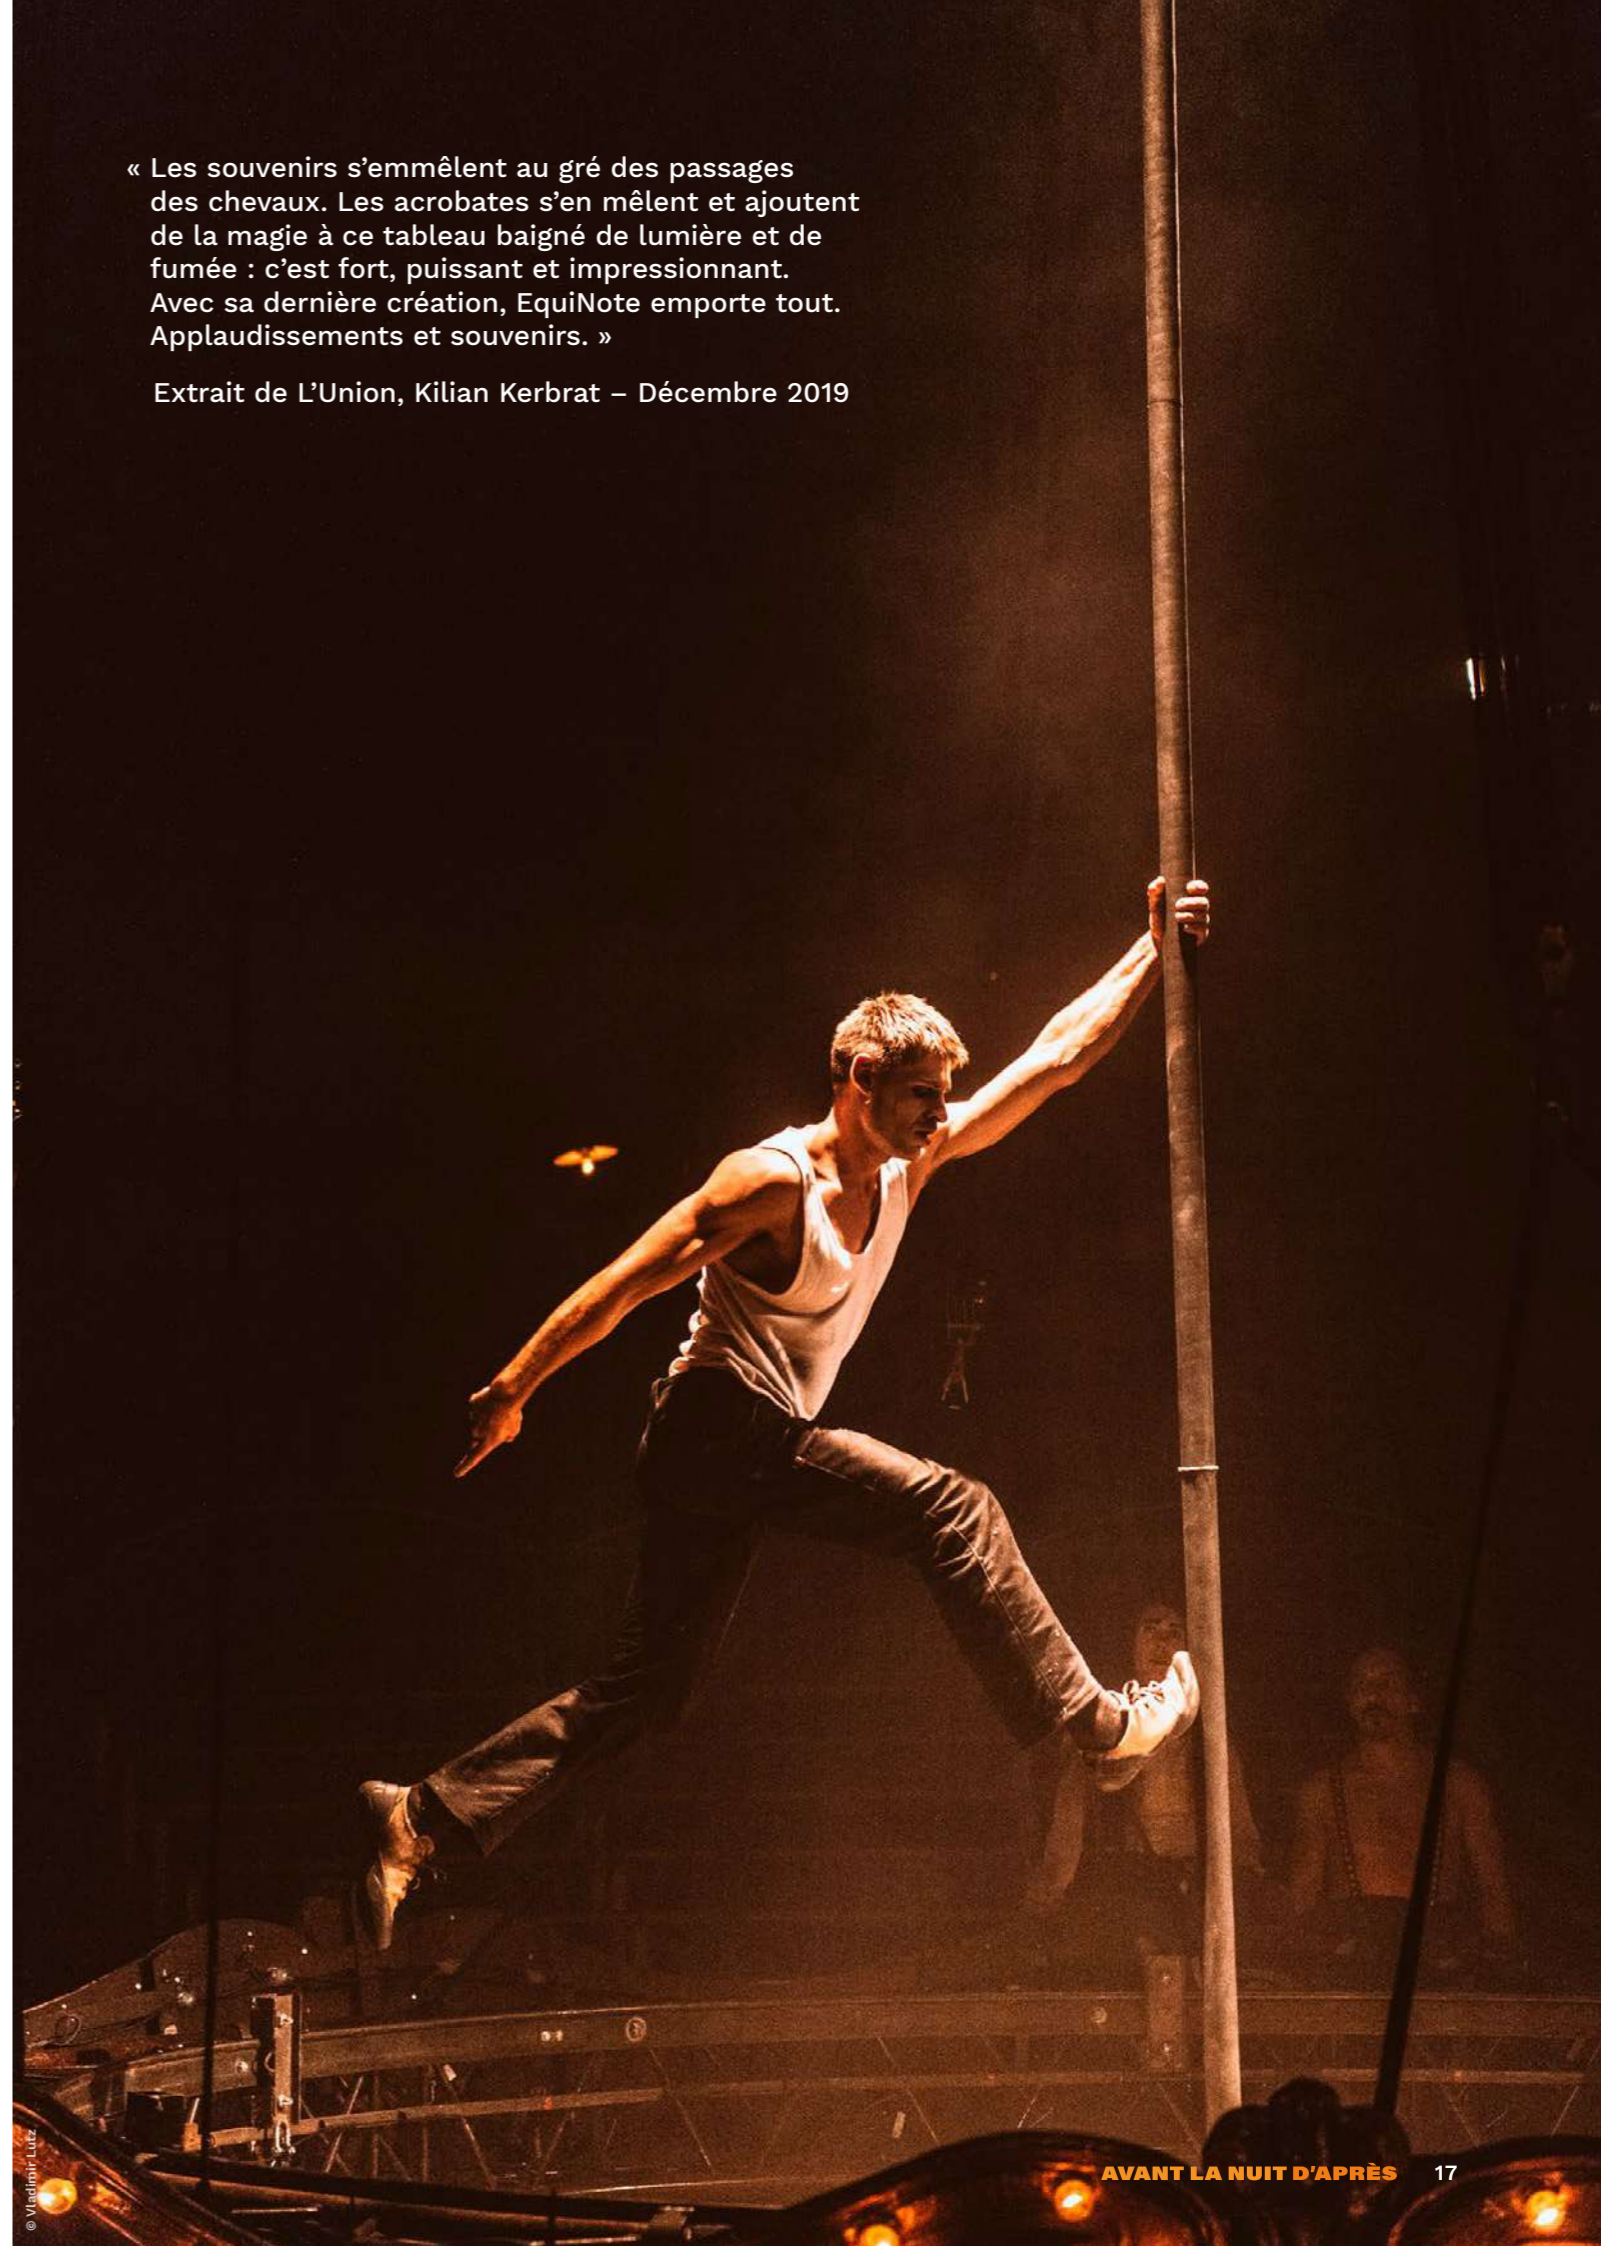 « Les souvenirs s’emmêlent au gré des passages
des chevaux. Les acrobates s’en mêlent et ajoutent
de la magie à ce tableau baigné de lumière et de
fumée : c’est fort, puissant et impressionnant.
Avec sa dernière création, EquiNote emporte tout.
Applaudissements et souvenirs. »
Extrait de L’Union, Kilian Kerbrat – Décembre 2019
© Vladimir Lutz
AVANT LA NUIT D’APRÈS 17